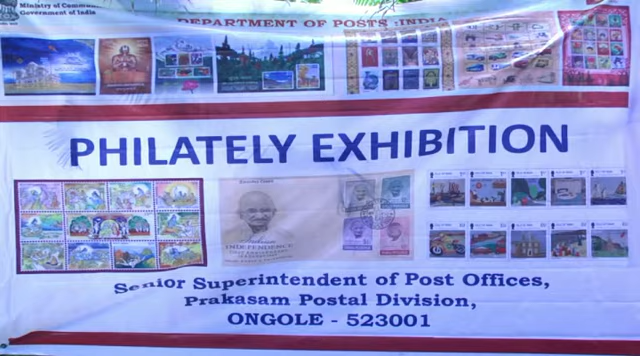 Ministry of Commun
Government of India
DEPARTMENT OF POSTS :INDIA
PHILATELY EXHIBITION
INDEPENDENCE
Senior Superintendent of Post Offices,
Prakasam Postal Division,
ONGOLE - 523001